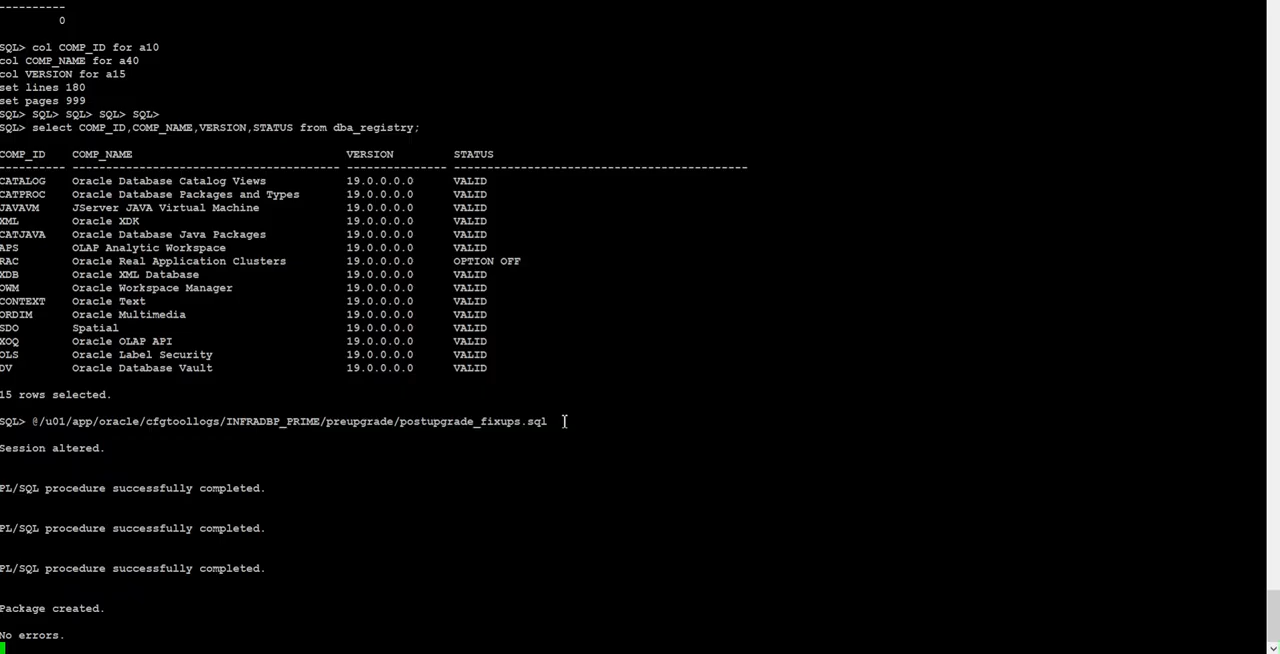 ----------
0
SQL> col COMP_ID for a10
col COMP_NAME for a40
col VERSION for a15
set lines 180
set pages 999
SQL> SQL> SQL> SQL> SQL>
SQL> select COMP_ID,COMP_NAME,VERSION,STATUS from dba_registry;
COMP_ID COMP_NAME VERSION STATUS
---------- ---------------------------------------- --------------- --------------------------------------------
CATALOG Oracle Database Catalog Views 19.0.0.0.0 VALID
CATPROC Oracle Database Packages and Types 19.0.0.0.0 VALID
JAVAVM JServer JAVA Virtual Machine 19.0.0.0.0 VALID
XML Oracle XDK 19.0.0.0.0 VALID
CATJAVA Oracle Database Java Packages 19.0.0.0.0 VALID
APS OLAP Analytic Workspace 19.0.0.0.0 VALID
RAC Oracle Real Application Clusters 19.0.0.0.0 OPTION OFF
XDB Oracle XML Database 19.0.0.0.0 VALID
OWM Oracle Workspace Manager 19.0.0.0.0 VALID
CONTEXT Oracle Text 19.0.0.0.0 VALID
ORDIM Oracle Multimedia 19.0.0.0.0 VALID
SDO Spatial 19.0.0.0.0 VALID
XOQ Oracle OLAP API 19.0.0.0.0 VALID
OLS Oracle Label Security 19.0.0.0.0 VALID
DV Oracle Database Vault 19.0.0.0.0 VALID
15 rows selected.
SQL> @/u01/app/oracle/cfgtoollogs/INFRADBP_PRIME/preupgrade/postupgrade_fixups.sql
Session altered.
PL/SQL procedure successfully completed.
PL/SQL procedure successfully completed.
PL/SQL procedure successfully completed.
Package created.
No errors.